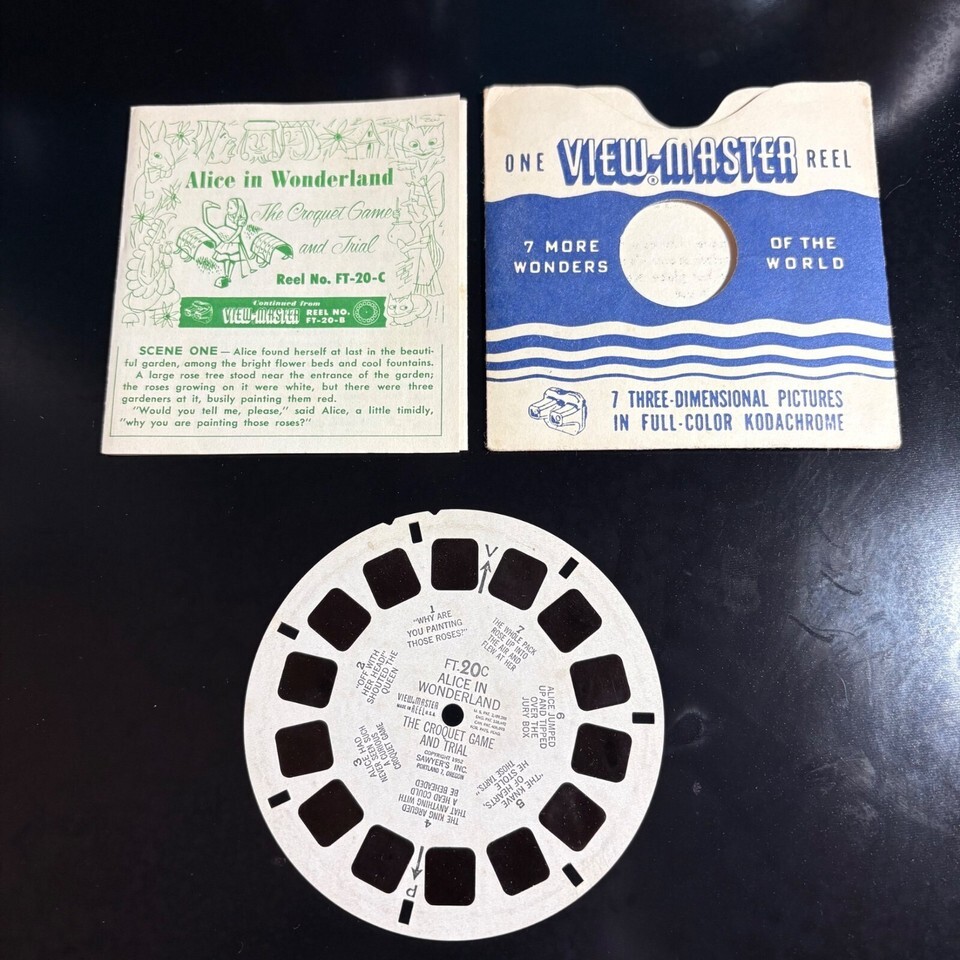 Alice in Wonderland
The Croquet Game
and Trial
Reel No. FT-20-C
Continued from
VIEW-MASTER REEL NO.
FT-20-B
SCENE ONE — Alice found herself at last in the beauti-
ful garden, among the bright flower beds and cool fountains.
A large rose tree stood near the entrance of the garden;
the roses growing on it were white, but there were three
gardeners at it, busily painting them red.
"Would you tell me, please," said Alice, a little timidly,
"why you are painting those roses?"
ONE VIEW-MASTER® REEL
7 MORE
WONDERS
OF THE
WORLD
7 THREE-DIMENSIONAL PICTURES
IN FULL-COLOR KODACHROME
V
1
"WHY ARE
YOU PAINTING
THOSE ROSES?"
7
THE WHOLE PACK
ROSE UP INTO
THE AIR AND
FLEW AT HER
2
"OFF WITH
HER HEAD!"
SHOUTED THE
QUEEN
FT-20C
ALICE IN
WONDERLAND
VIEW-MASTER
MADE IN REEL U.S.A.
THE CROQUET GAME
AND TRIAL
COPYRIGHT 1952
SAWYER'S INC.
PORTLAND 7, OREGON
6
ALICE JUMPED
UP AND TIPPED
OVER THE
JURY BOX
3
ALICE HAD
NEVER SEEN SUCH
A CURIOUS
CROQUET GAME
5
"THE KNAVE
OF HEARTS,
HE STOLE
THOSE TARTS,"
4
THE KING ARGUED
THAT ANYTHING WITH
A HEAD COULD
BE BEHEADED
P